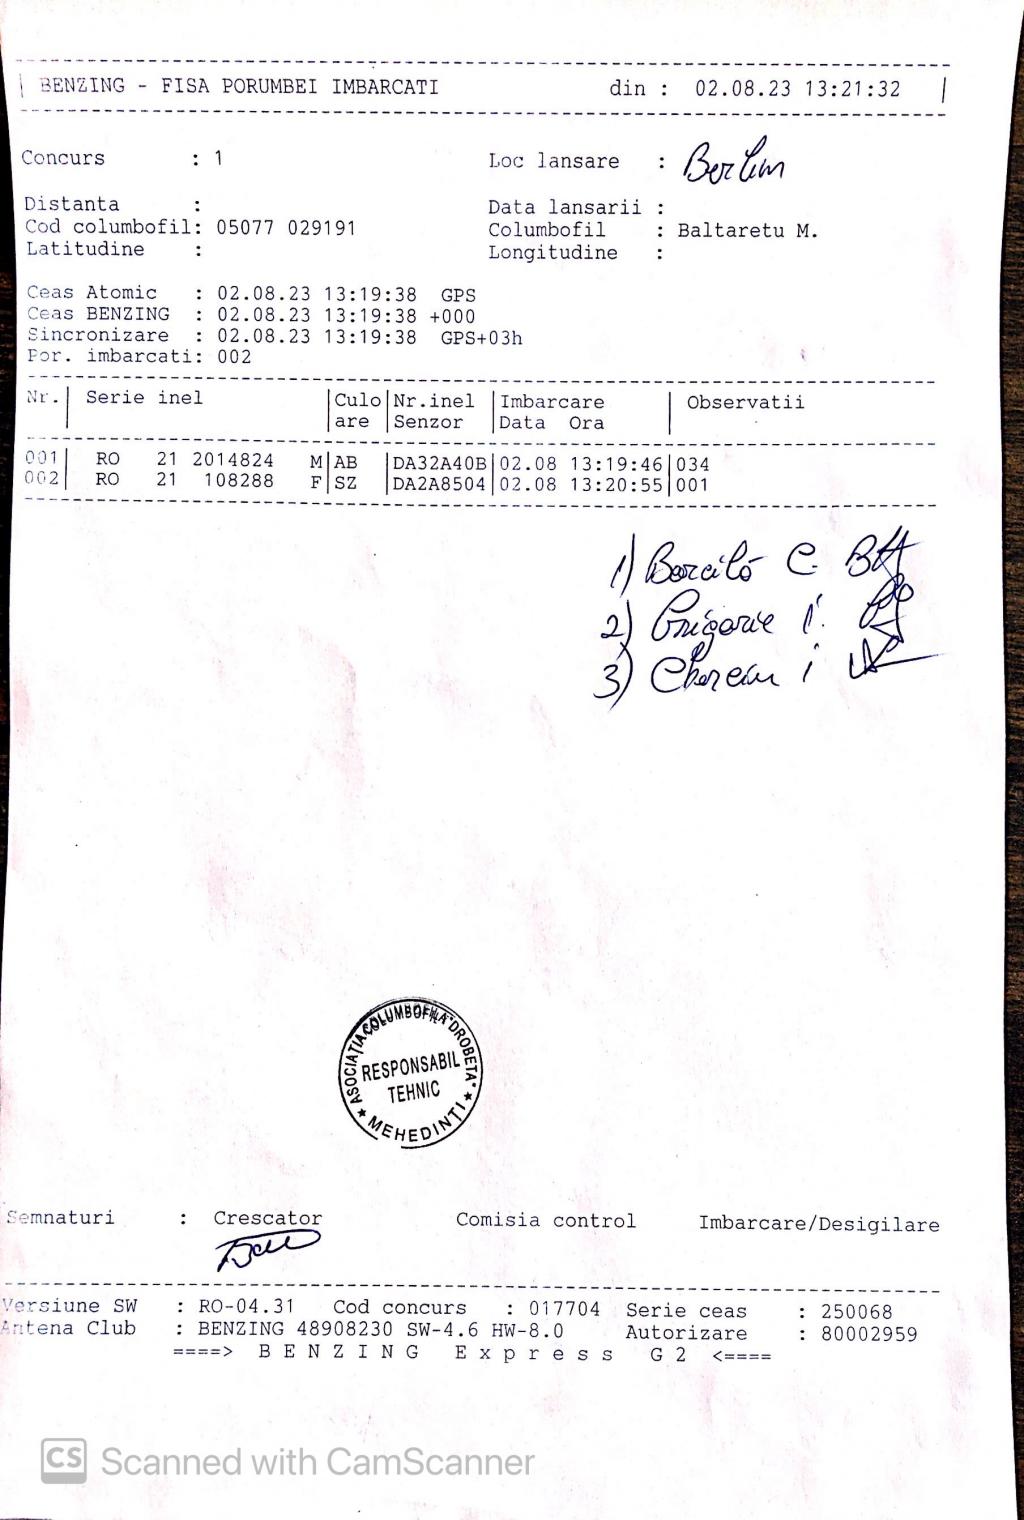 BENZING - FISA PORUMBEI IMBARCATI din : 02.08.23 13:21:32
Concurs : 1 Loc lansare : Berlin
Distanta : Data lansarii :
Cod columbofil: 05077 029191 Columbofil : Baltaretu M.
Latitudine : Longitudine :
Ceas Atomic : 02.08.23 13:19:38 GPS
Ceas BENZING : 02.08.23 13:19:38 +000
Sincronizare : 02.08.23 13:19:38 GPS+03h
Por. imbarcati: 002
Nr. Serie inel Culo Nr.inel Imbarcare Observatii
are Senzor Data Ora
001 RO 21 2014824 M AB DA32A40B 02.08 13:19:46 034
002 RO 21 108288 F SZ DA2A8504 02.08 13:20:55 001
1) C.
2) Grigorie I.
3) i
ASOCIATIA COLUMBOFILA "DROBETA"
RESPONSABIL
TEHNIC
★ MEHEDINTI ★
Semnaturi : Crescator Comisia control Imbarcare/Desigilare
Versiune SW : RO-04.31 Cod concurs : 017704 Serie ceas : 250068
Antena Club : BENZING 48908230 SW-4.6 HW-8.0 Autorizare : 80002959
====> B E N Z I N G E x p r e s s G 2 <====
CS Scanned with CamScanner